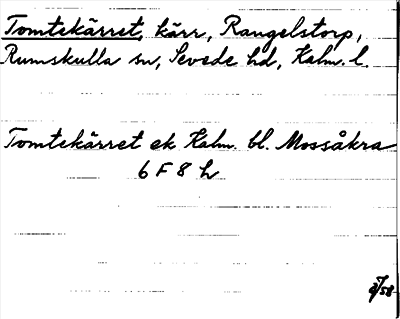 Tomtekärret, kärr, Rangelstorp,
Rumskulla sn, Sevede hd, Kalm. l.
Tomtekärret ek Kalm. bl. Mossåkra
6 F 8 h